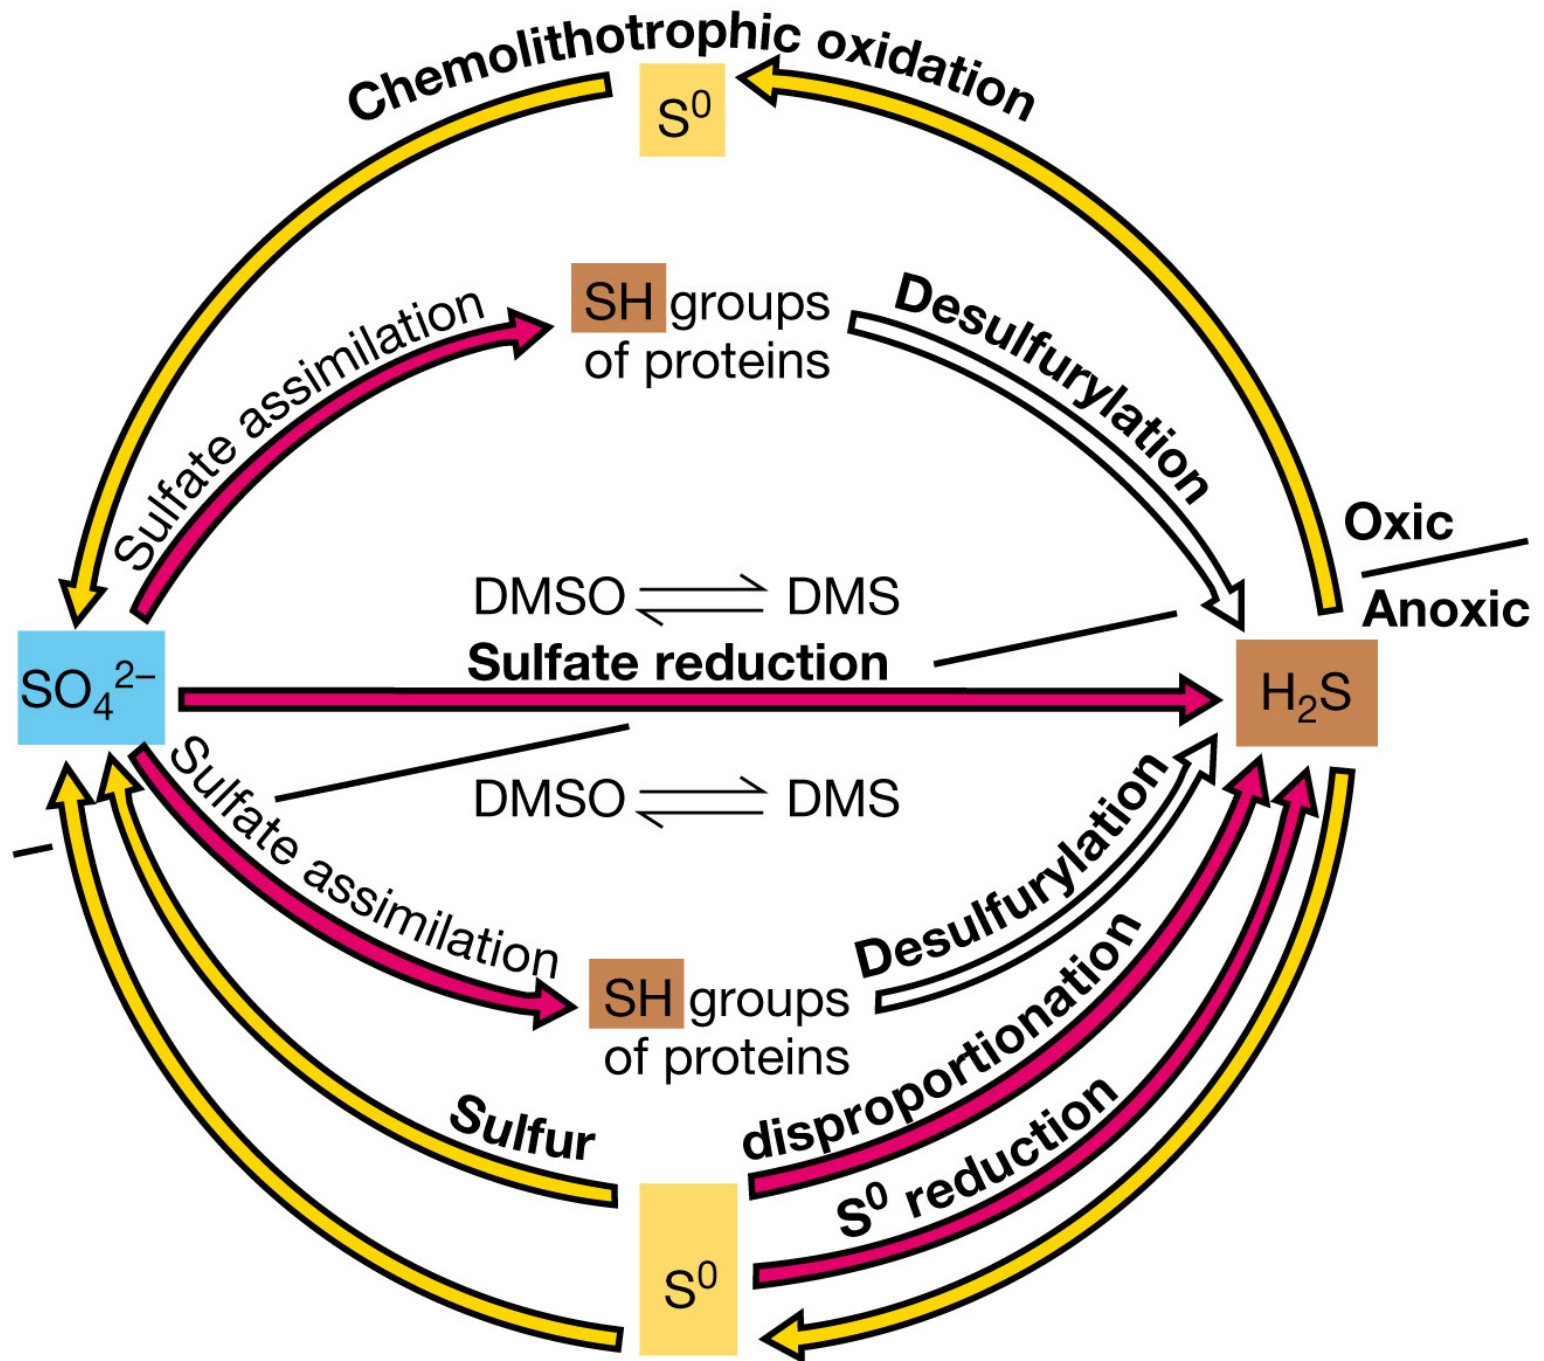 Chemolithotrophic oxidation
S⁰
SH groups
of proteins
Desulfurylation
Sulfate assimilation
Oxic
Anoxic
DMSO ⇌ DMS
Sulfate reduction
SO₄²⁻
H₂S
DMSO ⇌ DMS
Sulfate assimilation
Desulfurylation
SH groups
of proteins
Sulfur disproportionation
S⁰ reduction
S⁰